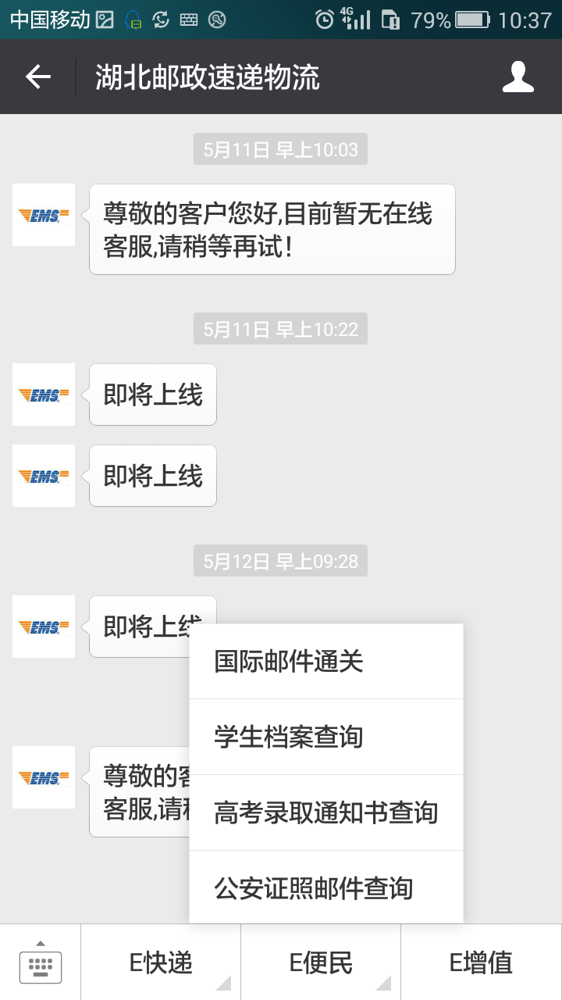 中国移动 4G 79% 10:37
湖北邮政速递物流
5月11日 早上10:03
EMS
尊敬的客户您好,目前暂无在线
客服,请稍等再试!
5月11日 早上10:22
EMS
即将上线
EMS
即将上线
5月12日 早上09:28
EMS
即将上线
EMS
尊敬的客
客服,请稍
国际邮件通关
学生档案查询
高考录取通知书查询
公安证照邮件查询
E快递
E便民
E增值